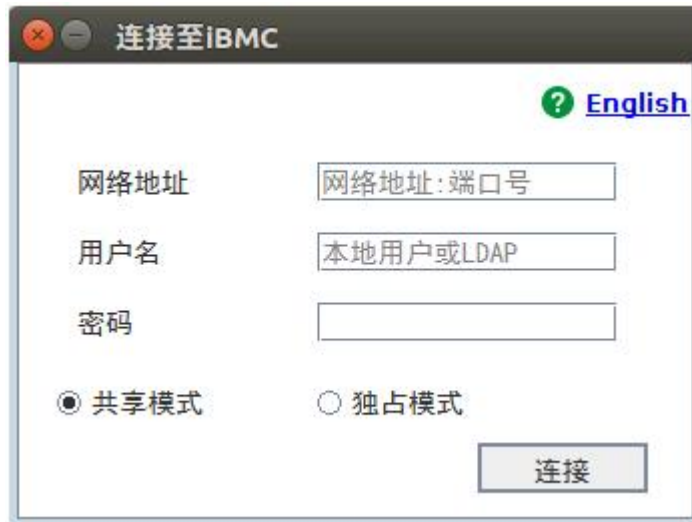 连接至iBMC
? English
网络地址 网络地址:端口号
用户名 本地用户或LDAP
密码
共享模式 独占模式
连接